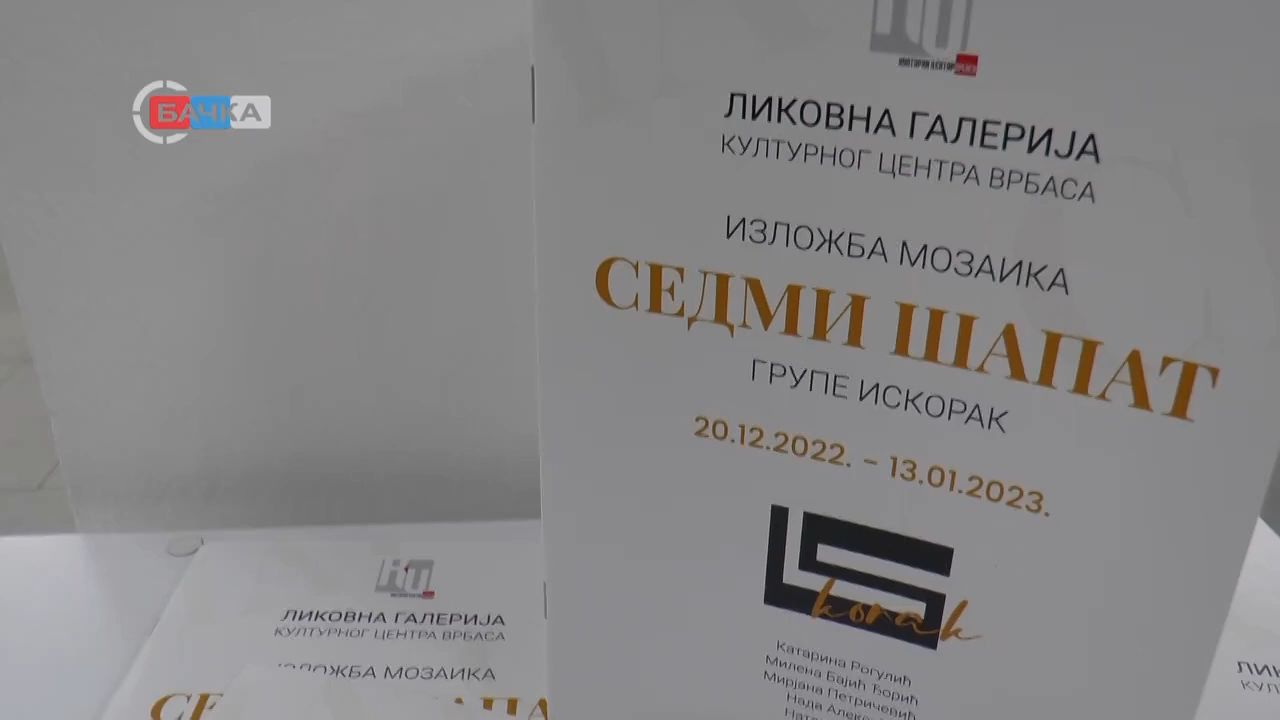 БАЧКА
ЛИКОВНА ГАЛЕРИЈА
КУЛТУРНОГ ЦЕНТРА ВРБАСА
ИЗЛОЖБА МОЗАИКА
СЕДМИ ШАПАТ
ГРУПЕ ИСКОРАК
20.12.2022. - 13.01.2023.
korak
Катарина Рогулић
Милена Бајић Ђорић
Мирјана Петричевић
Нада
ЛИКОВНА ГАЛЕРИЈА
КУЛТУРНОГ ЦЕНТРА ВРБАСА
ИЗЛОЖБА МОЗАИКА